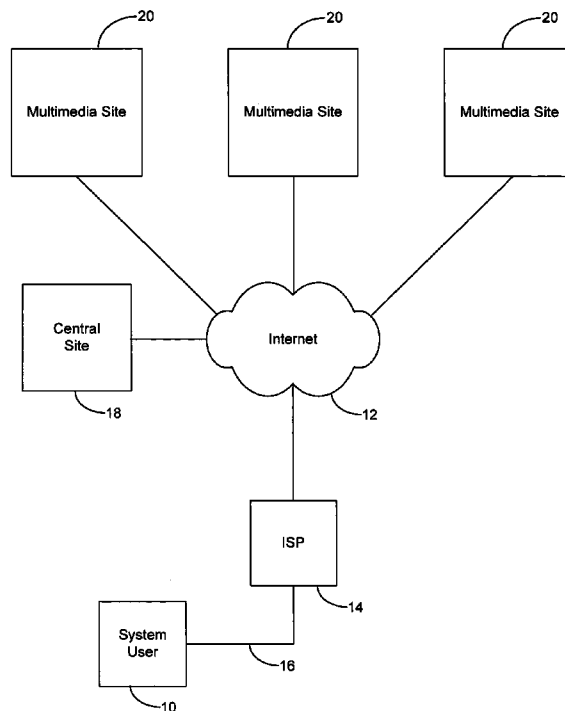 20
20
20
Multimedia Site
Multimedia Site
Multimedia Site
Central
Site
Internet
18
12
ISP
14
System
User
16
10